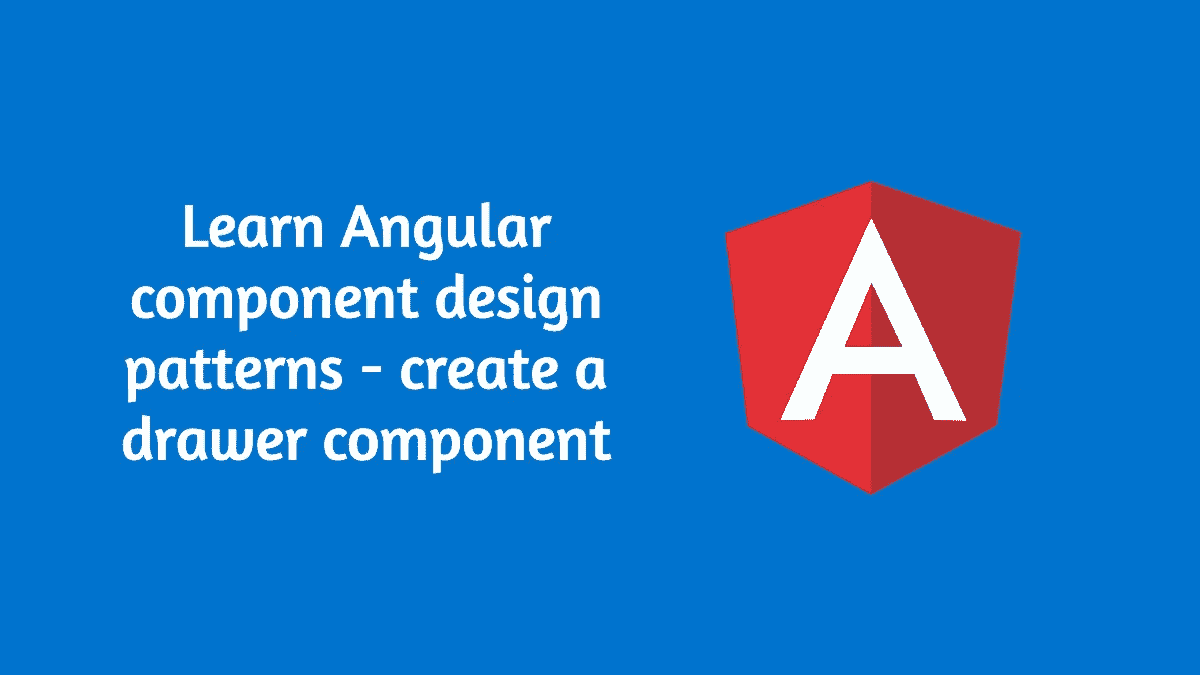 Learn Angular
component design
patterns - create a
drawer component
A